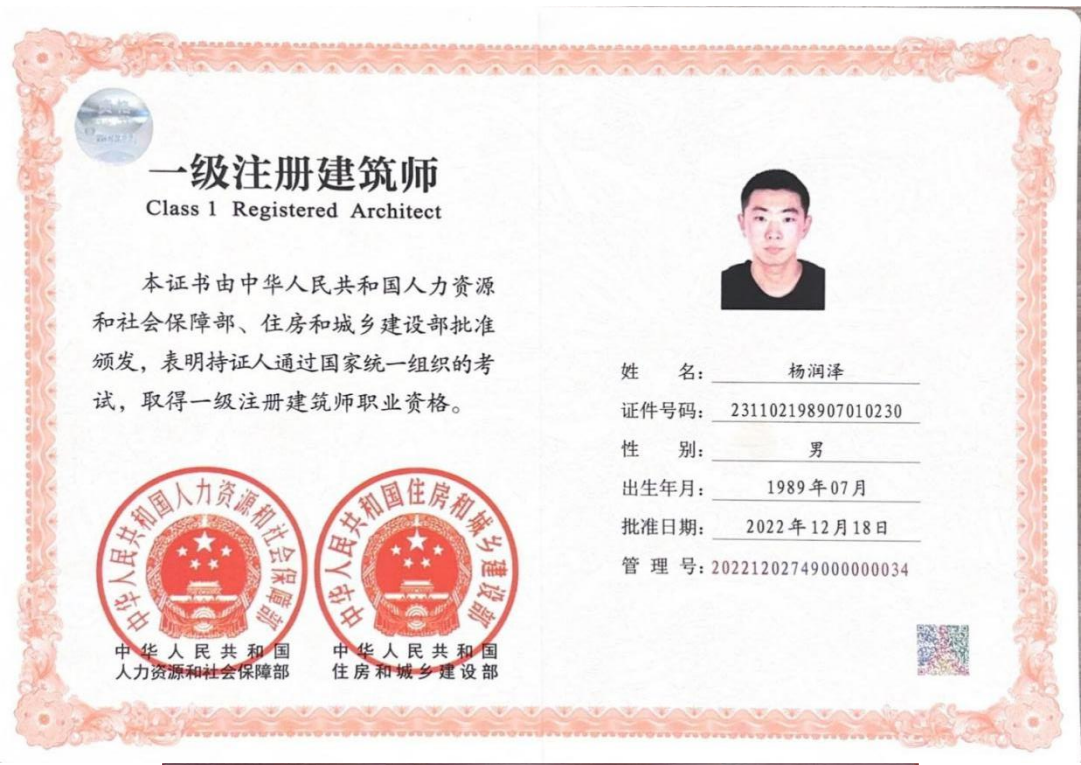 一级注册建筑师
Class 1 Registered Architect
本证书由中华人民共和国人力资源
和社会保障部、住房和城乡建设部批准
颁发，表明持证人通过国家统一组织的考
试，取得一级注册建筑师职业资格。
中华人民共和国人力资源和社会保障部
中华人民共和国住房和城乡建设部
中华人民共和国
人力资源和社会保障部
中华人民共和国
住房和城乡建设部
姓 名：杨润泽
证件号码：231102198907010230
性 别：男
出生年月：1989年07月
批准日期：2022年12月18日
管 理 号：20221202749000000034